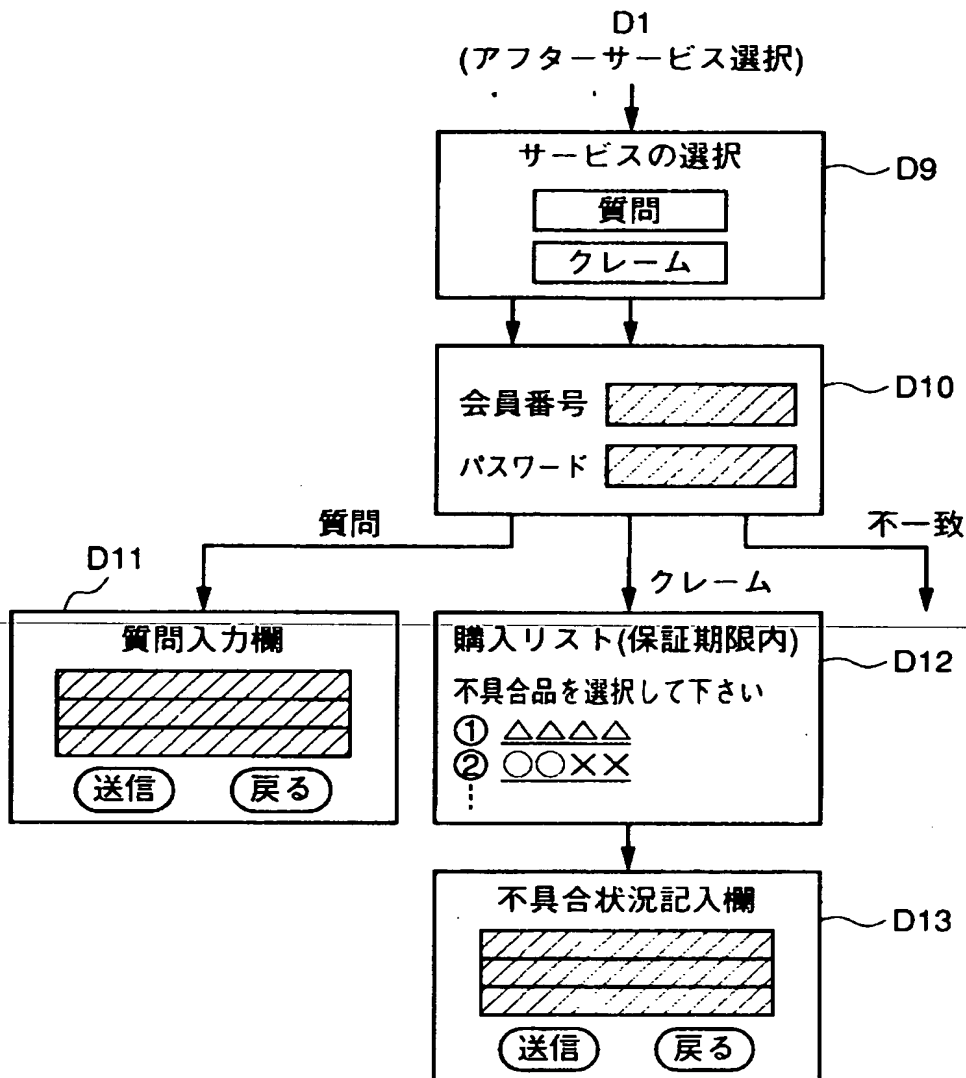 D1
(アフターサービス選択)
サービスの選択
D9
質問
クレーム
会員番号
D10
パスワード
質問
不一致
D11
クレーム
質問入力欄
送信
戻る
購入リスト(保証期限内)
D12
不具合品を選択して下さい
① △△△△
② ○○××
不具合状況記入欄
D13
送信
戻る